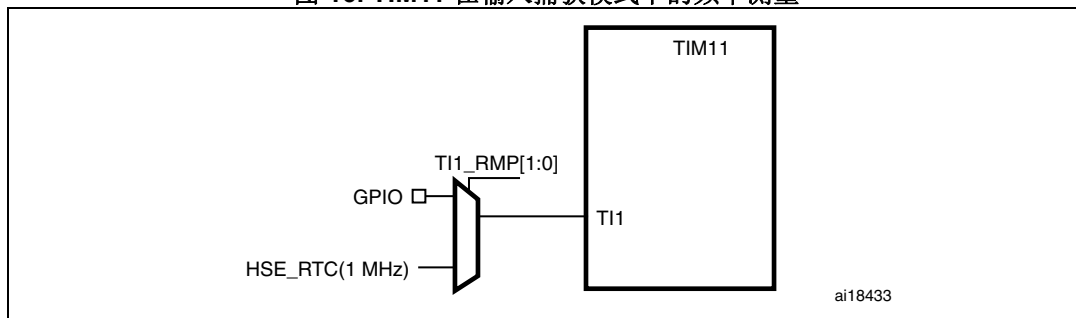 TIM11
TI1_RMP[1:0]
GPIO
TI1
HSE_RTC(1 MHz)
ai18433